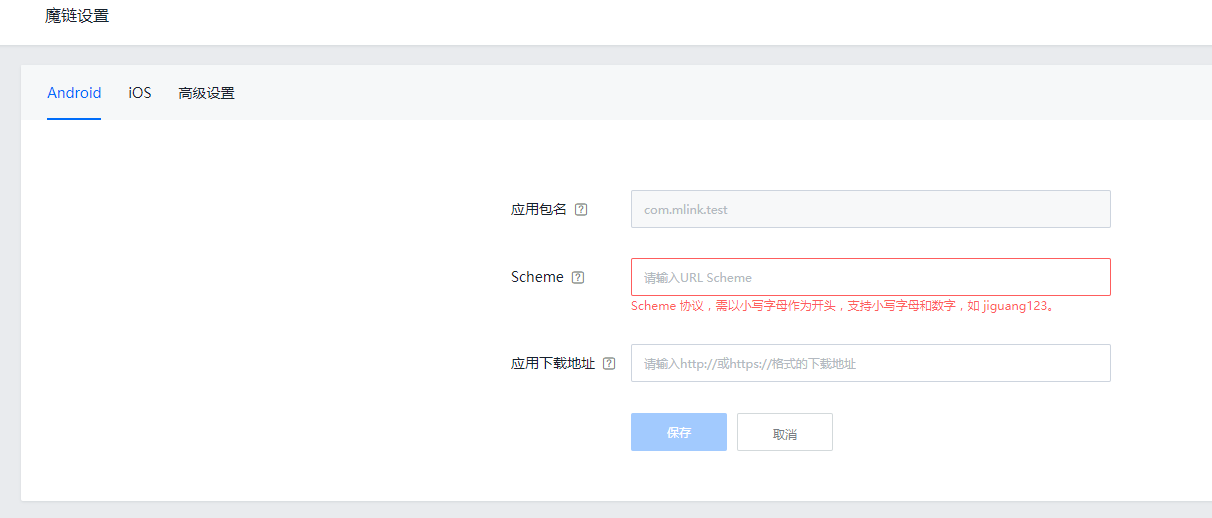 魔链设置
Android iOS 高级设置
应用包名 ? com.mlink.test
Scheme ? 请输入URL Scheme
Scheme 协议，需以小写字母作为开头，支持小写字母和数字，如 jiguang123。
应用下载地址 ? 请输入http://或https://格式的下载地址
保存 取消